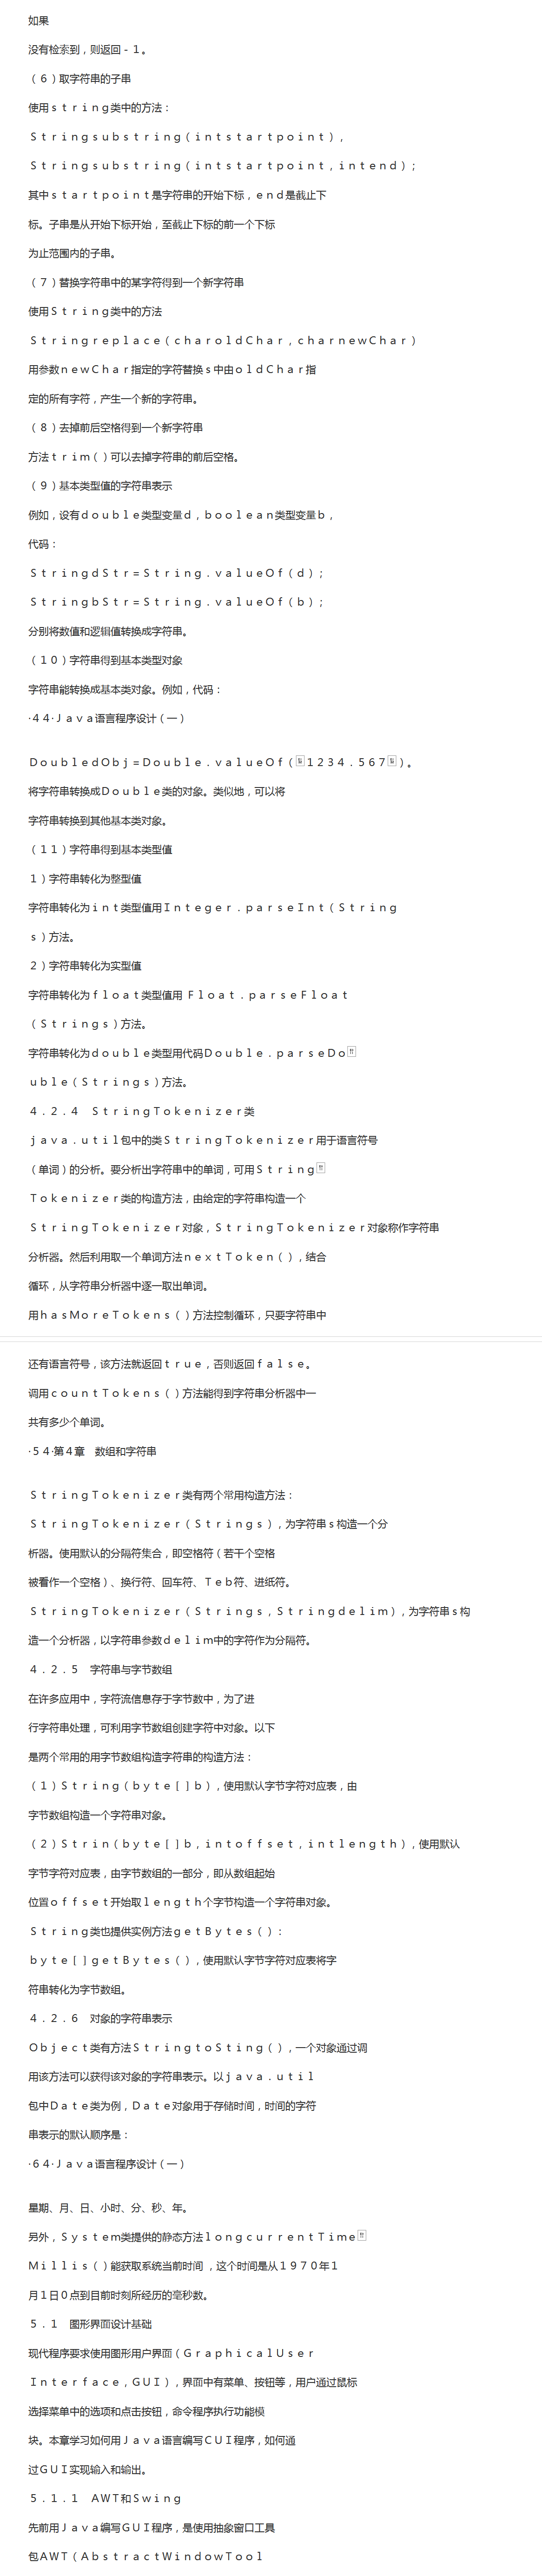 如果
没有检索到，则返回－１。
（６）取字符串的子串
使用ｓｔｒｉｎｇ类中的方法：
Ｓｔｒｉｎｇｓｕｂｓｔｒｉｎｇ（ｉｎｔｓｔａｒｔｐｏｉｎｔ），
Ｓｔｒｉｎｇｓｕｂｓｔｒｉｎｇ（ｉｎｔｓｔａｒｔｐｏｉｎｔ，ｉｎｔｅｎｄ）；
其中ｓｔａｒｔｐｏｉｎｔ是字符串的开始下标，ｅｎｄ是截止下
标。子串是从开始下标开始，至截止下标的前一个下标
为止范围内的子串。
（７）替换字符串中的某字符得到一个新字符串
使用Ｓｔｒｉｎｇ类中的方法
Ｓｔｒｉｎｇｒｅｐｌａｃｅ（ｃｈａｒｏｌｄＣｈａｒ，ｃｈａｒｎｅｗＣｈａｒ）
用参数ｎｅｗＣｈａｒ指定的字符替换ｓ中由ｏｌｄＣｈａｒ指
定的所有字符，产生一个新的字符串。
（８）去掉前后空格得到一个新字符串
方法ｔｒｉｍ（）可以去掉字符串的前后空格。
（９）基本类型值的字符串表示
例如，设有ｄｏｕｂｌｅ类型变量ｄ，ｂｏｏｌｅａｎ类型变量ｂ，
代码：
ＳｔｒｉｎｇｄＳｔｒ＝Ｓｔｒｉｎｇ．ｖａｌｕｅＯｆ（ｄ）；
ＳｔｒｉｎｇｂＳｔｒ＝Ｓｔｒｉｎｇ．ｖａｌｕｅＯｆ（ｂ）；
分别将数值和逻辑值转换成字符串。
（１０）字符串得到基本类型对象
字符串能转换成基本类对象。例如，代码：
·４４·Ｊａｖａ语言程序设计（一）
ＤｏｕｂｌｅｄＯｂｊ＝Ｄｏｕｂｌｅ．ｖａｌｕｅＯｆ（１２３４．５６７）。
将字符串转换成Ｄｏｕｂｌｅ类的对象。类似地，可以将
字符串转换到其他基本类对象。
（１１）字符串得到基本类型值
１）字符串转化为整型值
字符串转化为ｉｎｔ类型值用Ｉｎｔｅｇｅｒ．ｐａｒｓｅＩｎｔ（Ｓｔｒｉｎｇ
ｓ）方法。
２）字符串转化为实型值
字符串转化为ｆｌｏａｔ类型值用 Ｆｌｏａｔ．ｐａｒｓｅＦｌｏａｔ
（Ｓｔｒｉｎｇｓ）方法。
字符串转化为ｄｏｕｂｌｅ类型用代码Ｄｏｕｂｌｅ．ｐａｒｓｅＤｏ
ｕｂｌｅ（Ｓｔｒｉｎｇｓ）方法。
４．２．４　ＳｔｒｉｎｇＴｏｋｅｎｉｚｅｒ类
ｊａｖａ．ｕｔｉｌ包中的类ＳｔｒｉｎｇＴｏｋｅｎｉｚｅｒ用于语言符号
（单词）的分析。要分析出字符串中的单词，可用Ｓｔｒｉｎｇ
Ｔｏｋｅｎｉｚｅｒ类的构造方法，由给定的字符串构造一个
ＳｔｒｉｎｇＴｏｋｅｎｉｚｅｒ对象，ＳｔｒｉｎｇＴｏｋｅｎｉｚｅｒ对象称作字符串
分析器。然后利用取一个单词方法ｎｅｘｔＴｏｋｅｎ（），结合
循环，从字符串分析器中逐一取出单词。
用ｈａｓＭｏｒｅＴｏｋｅｎｓ（）方法控制循环，只要字符串中
还有语言符号，该方法就返回ｔｒｕｅ，否则返回ｆａｌｓｅ。
调用ｃｏｕｎｔＴｏｋｅｎｓ（）方法能得到字符串分析器中一
共有多少个单词。
·５４·第４章　数组和字符串
ＳｔｒｉｎｇＴｏｋｅｎｉｚｅｒ类有两个常用构造方法：
ＳｔｒｉｎｇＴｏｋｅｎｉｚｅｒ（Ｓｔｒｉｎｇｓ），为字符串ｓ构造一个分
析器。使用默认的分隔符集合，即空格符（若干个空格
被看作一个空格）、换行符、回车符、Ｔｅｂ符、进纸符。
ＳｔｒｉｎｇＴｏｋｅｎｉｚｅｒ（Ｓｔｒｉｎｇｓ，Ｓｔｒｉｎｇｄｅｌｉｍ），为字符串ｓ构
造一个分析器，以字符串参数ｄｅｌｉｍ中的字符作为分隔符。
４．２．５　字符串与字节数组
在许多应用中，字符流信息存于字节数中，为了进
行字符串处理，可利用字节数组创建字符中对象。以下
是两个常用的用字节数组构造字符串的构造方法：
（１）Ｓｔｒｉｎｇ（ｂｙｔｅ［］ｂ），使用默认字节字符对应表，由
字节数组构造一个字符串对象。
（２）Ｓｔｒｉｎ（ｂｙｔｅ［］ｂ，ｉｎｔｏｆｆｓｅｔ，ｉｎｔｌｅｎｇｔｈ），使用默认
字节字符对应表，由字节数组的一部分，即从数组起始
位置ｏｆｆｓｅｔ开始取ｌｅｎｇｔｈ个字节构造一个字符串对象。
Ｓｔｒｉｎｇ类也提供实例方法ｇｅｔＢｙｔｅｓ（）：
ｂｙｔｅ［］ｇｅｔＢｙｔｅｓ（），使用默认字节字符对应表将字
符串转化为字节数组。
４．２．６　对象的字符串表示
Ｏｂｊｅｃｔ类有方法ＳｔｒｉｎｇｔｏＳｔｉｎｇ（），一个对象通过调
用该方法可以获得该对象的字符串表示。以ｊａｖａ．ｕｔｉｌ
包中Ｄａｔｅ类为例，Ｄａｔｅ对象用于存储时间，时间的字符
串表示的默认顺序是：
·６４·Ｊａｖａ语言程序设计（一）
星期、月、日、小时、分、秒、年。
另外，Ｓｙｓｔｅｍ类提供的静态方法ｌｏｎｇｃｕｒｒｅｎｔＴｉｍｅ
Ｍｉｌｌｉｓ（）能获取系统当前时间 ，这个时间是从１９７０年１
月１日０点到目前时刻所经历的毫秒数。
５．１　图形界面设计基础
现代程序要求使用图形用户界面（ＧｒａｐｈｉｃａｌＵｓｅｒ
Ｉｎｔｅｒｆａｃｅ，ＧＵＩ），界面中有菜单、按钮等，用户通过鼠标
选择菜单中的选项和点击按钮，命令程序执行功能模
块。本章学习如何用Ｊａｖａ语言编写ＣＵＩ程序，如何通
过ＧＵＩ实现输入和输出。
５．１．１　ＡＷＴ和Ｓｗｉｎｇ
先前用Ｊａｖａ编写ＧＵＩ程序，是使用抽象窗口工具
包ＡＷＴ（ＡｂｓｔｒａｃｔＷｉｎｄｏｗＴｏｏｌ